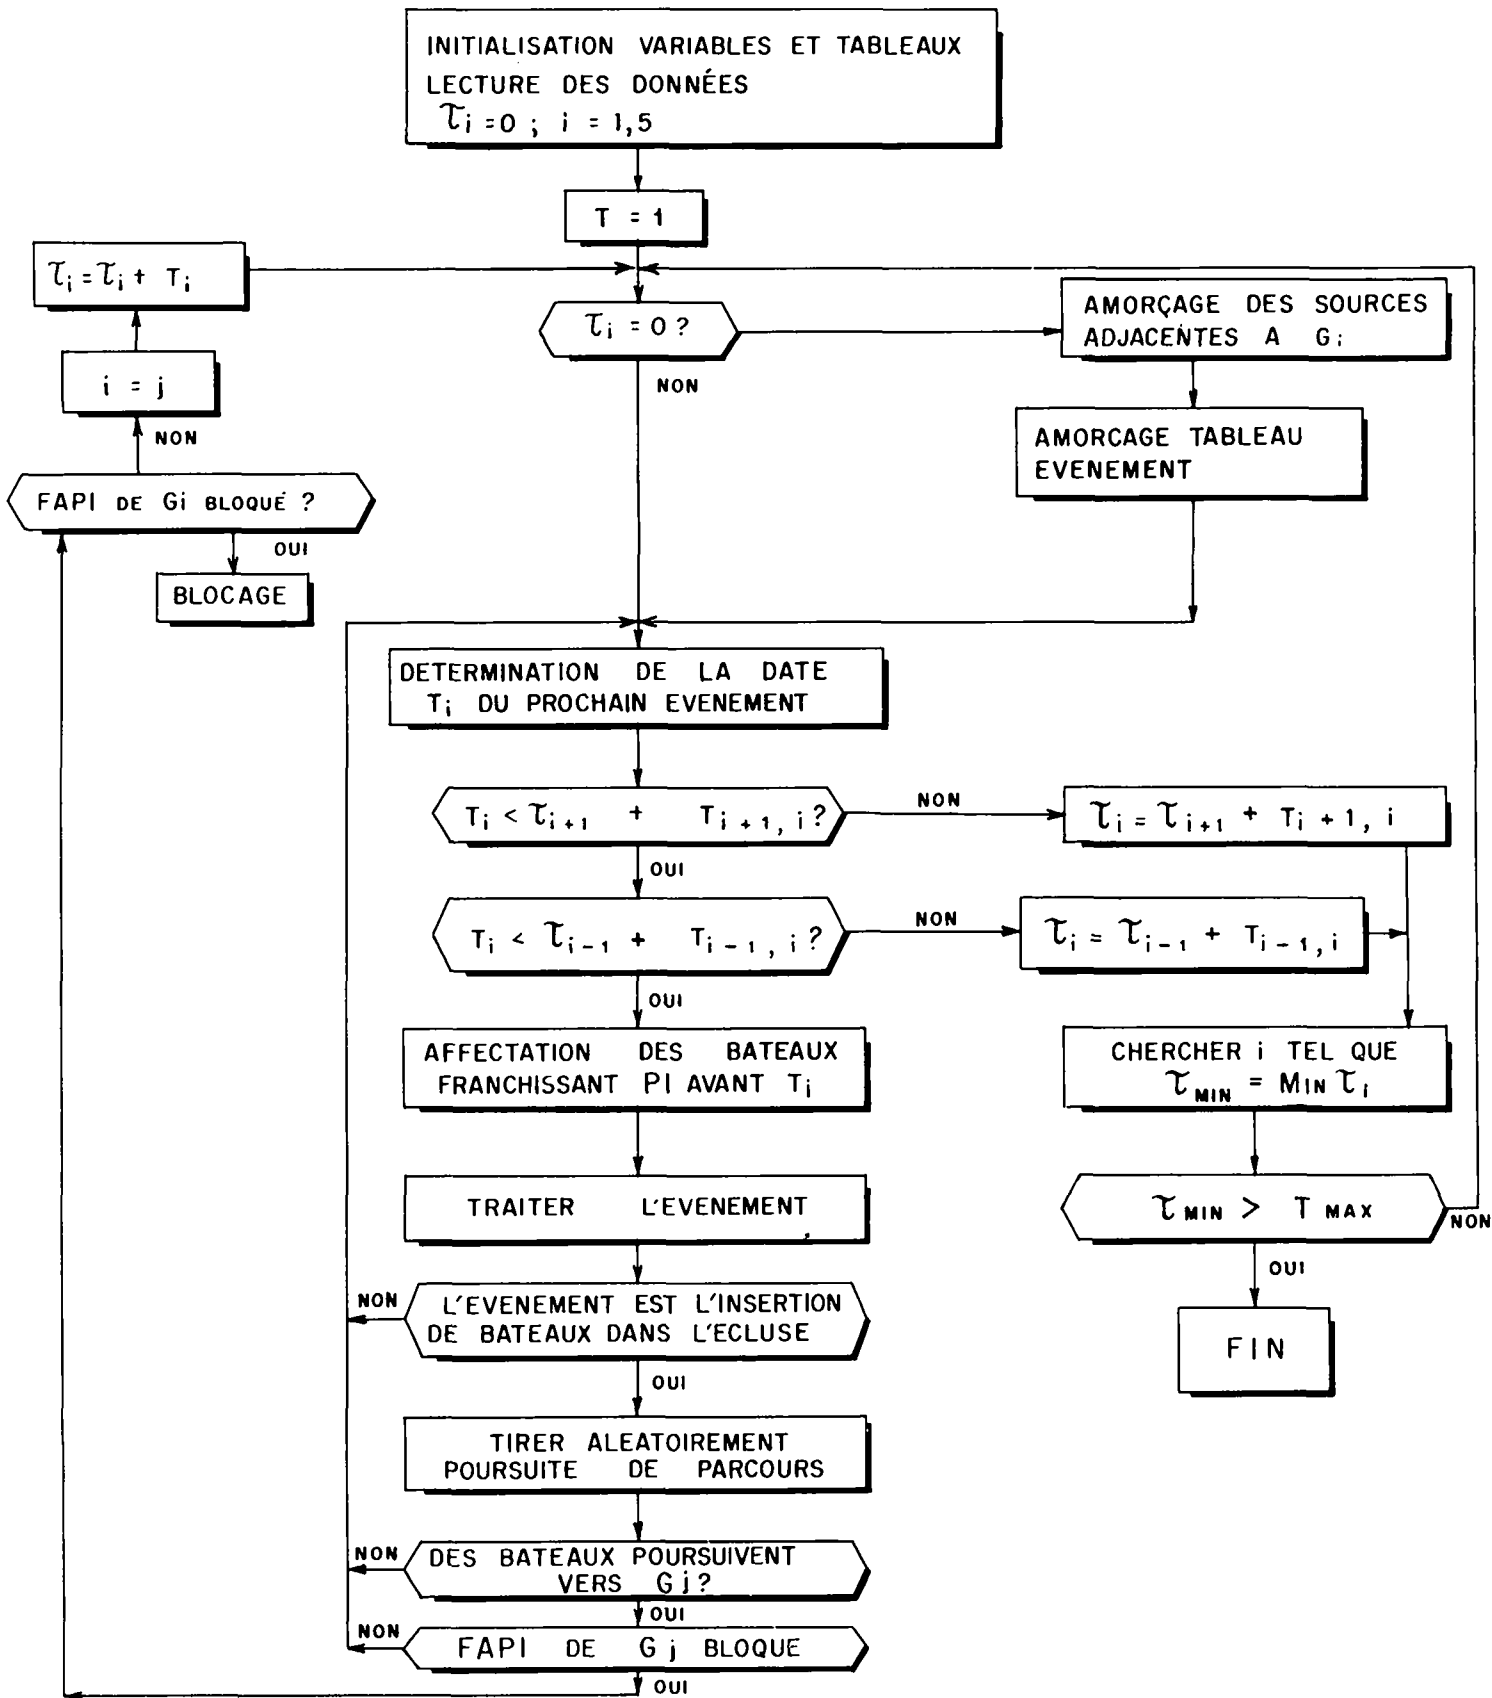 INITIALISATION VARIABLES ET TABLEAUX
LECTURE DES DONNÉES
τi = 0 ; i = 1,5
T = 1
τi = τi + Ti
τi = 0 ?
NON
AMORÇAGE DES SOURCES
ADJACENTES A Gi
i = j
NON
AMORCAGE TABLEAU
EVENEMENT
FAPI DE Gi BLOQUÉ ?
OUI
BLOCAGE
DETERMINATION DE LA DATE
Ti DU PROCHAIN EVENEMENT
Ti < τi+1 + Ti+1, i ?
NON
τi = τi+1 + Ti+1, i
OUI
Ti < τi-1 + Ti-1, i ?
NON
τi = τi-1 + Ti-1, i
OUI
AFFECTATION DES BATEAUX
FRANCHISSANT PI AVANT Ti
CHERCHER i TEL QUE
τMIN = MIN τi
TRAITER L'EVENEMENT
τMIN > TMAX
NON
OUI
FIN
L'EVENEMENT EST L'INSERTION
DE BATEAUX DANS L'ECLUSE
NON
OUI
TIRER ALEATOIREMENT
POURSUITE DE PARCOURS
DES BATEAUX POURSUIVENT
VERS Gj?
NON
OUI
FAPI DE Gj BLOQUE
NON
OUI